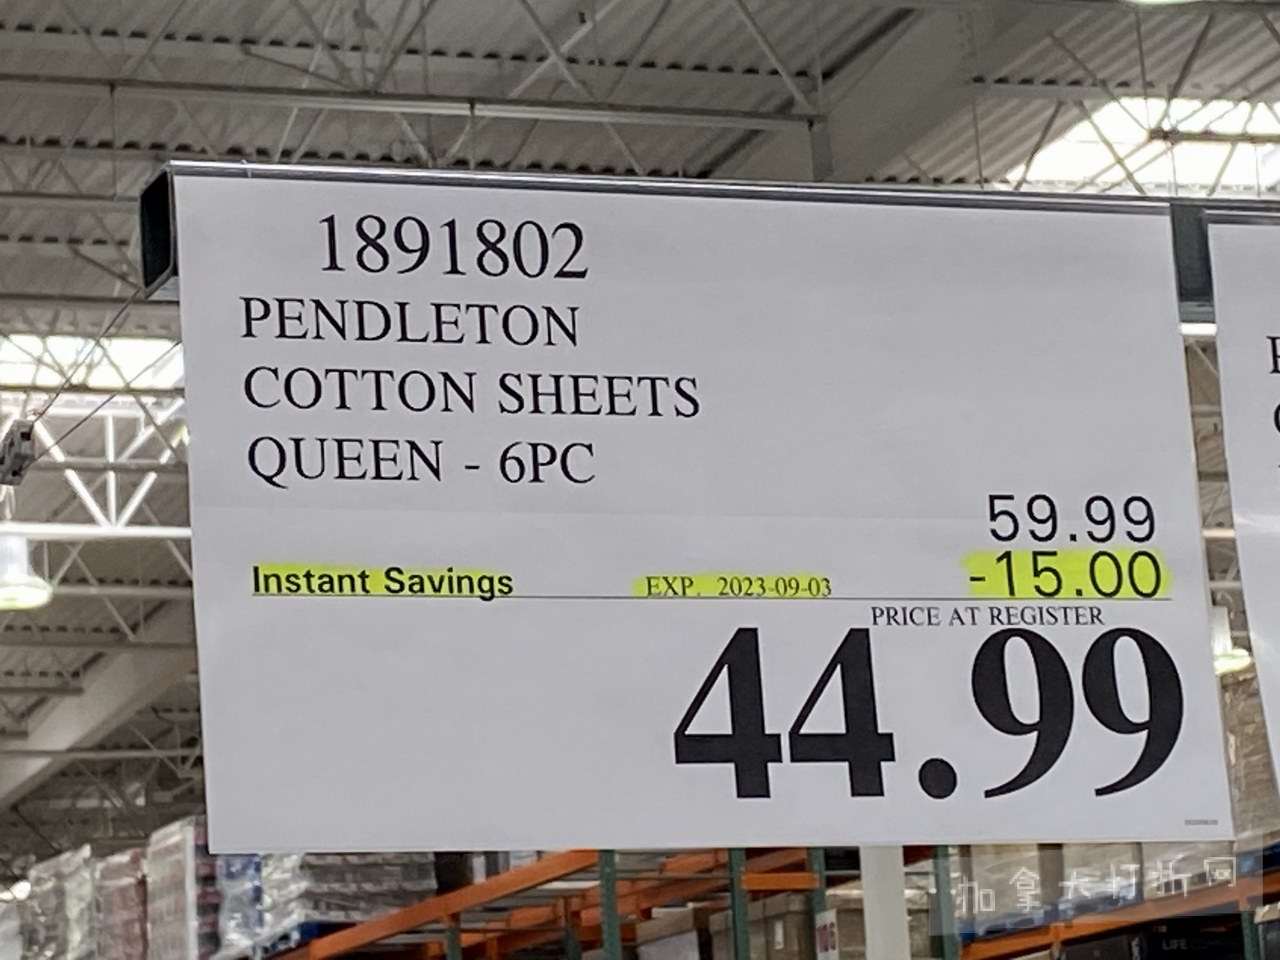 1891802
PENDLETON
COTTON SHEETS
QUEEN - 6PC
59.99
Instant Savings EXP. 2023-09-03 -15.00
PRICE AT REGISTER
44.99
加拿大打折网
LIFE